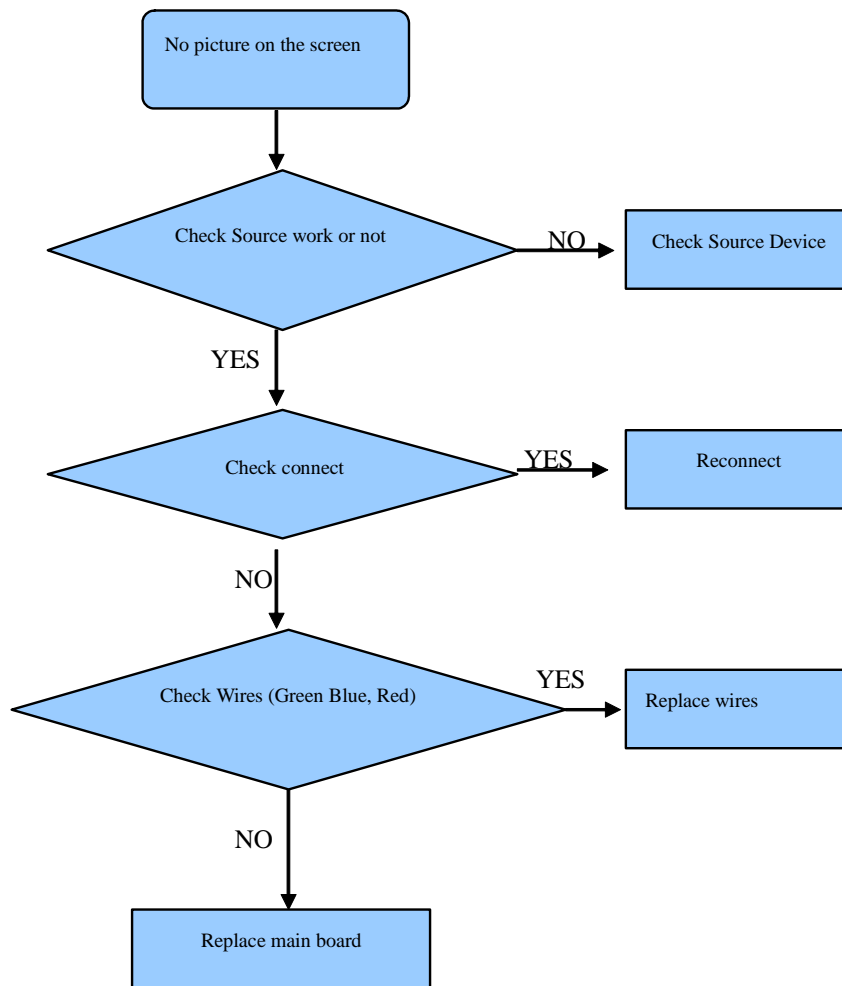 No picture on the screen
Check Source work or not
NO
Check Source Device
YES
Check connect
YES
Reconnect
NO
Check Wires (Green Blue, Red)
YES
Replace wires
NO
Replace main board